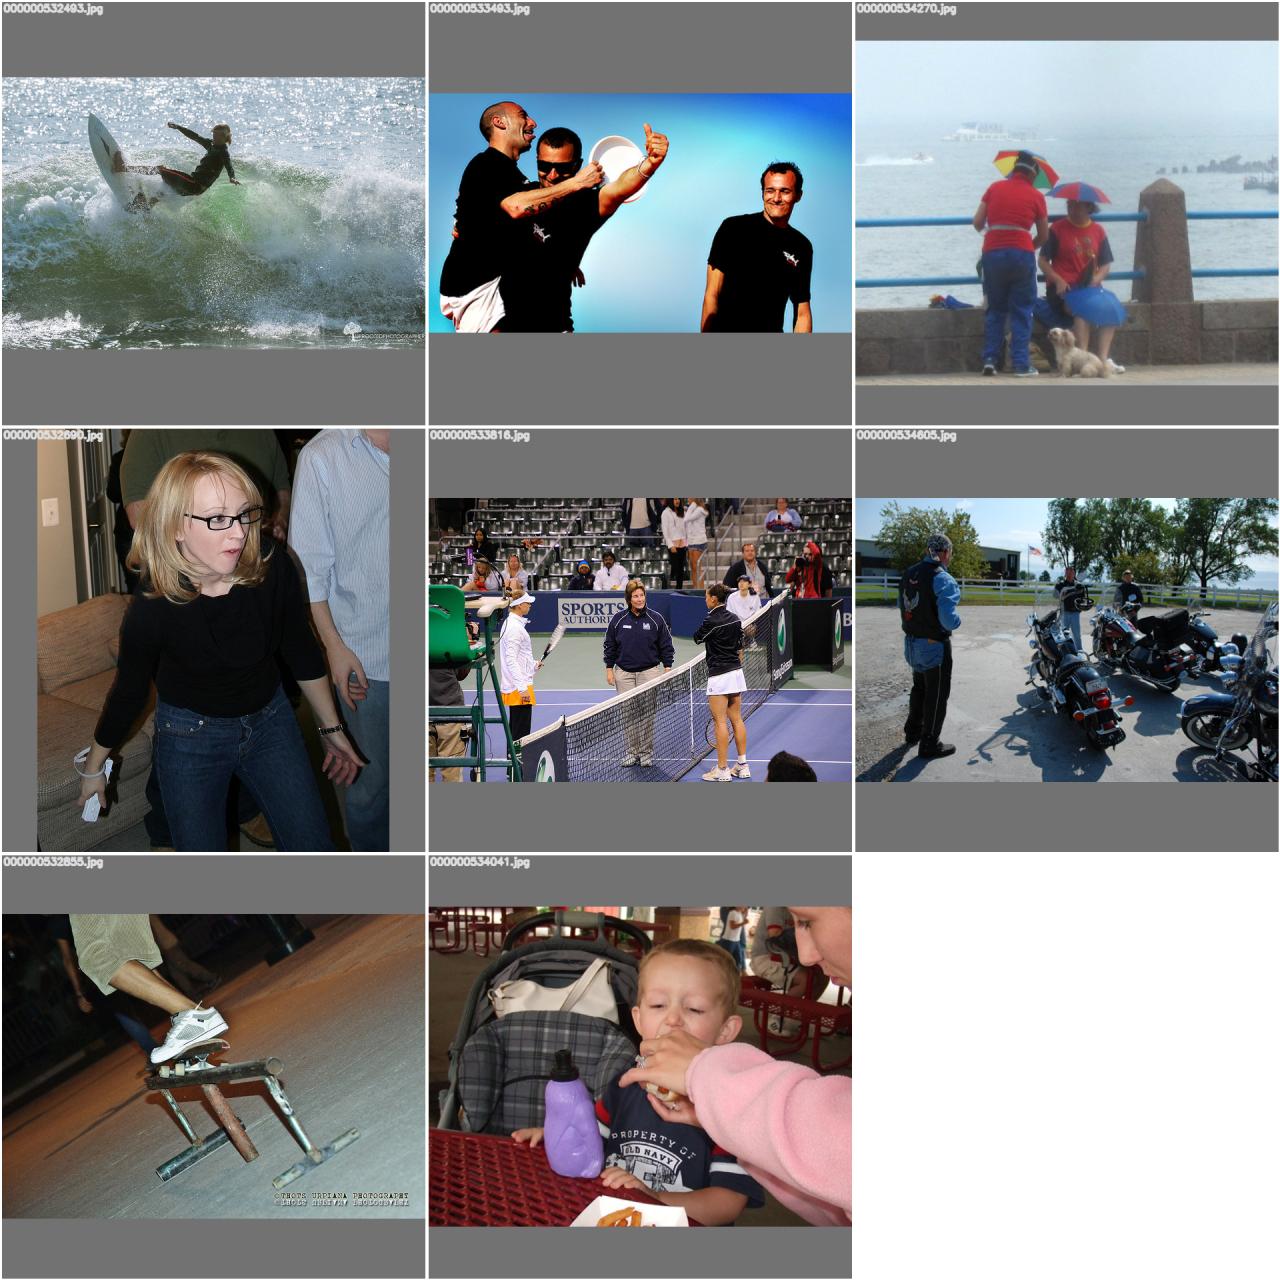 000000532493.jpg
000000533493.jpg
000000534270.jpg
000000532690.jpg
000000533816.jpg
SPORTS
AUTHORI
000000534605.jpg
000000532855.jpg
©THOTS URPIANA PHOTOGRAPHY
000000534041.jpg
PROPERTY OF
OLD NAVY